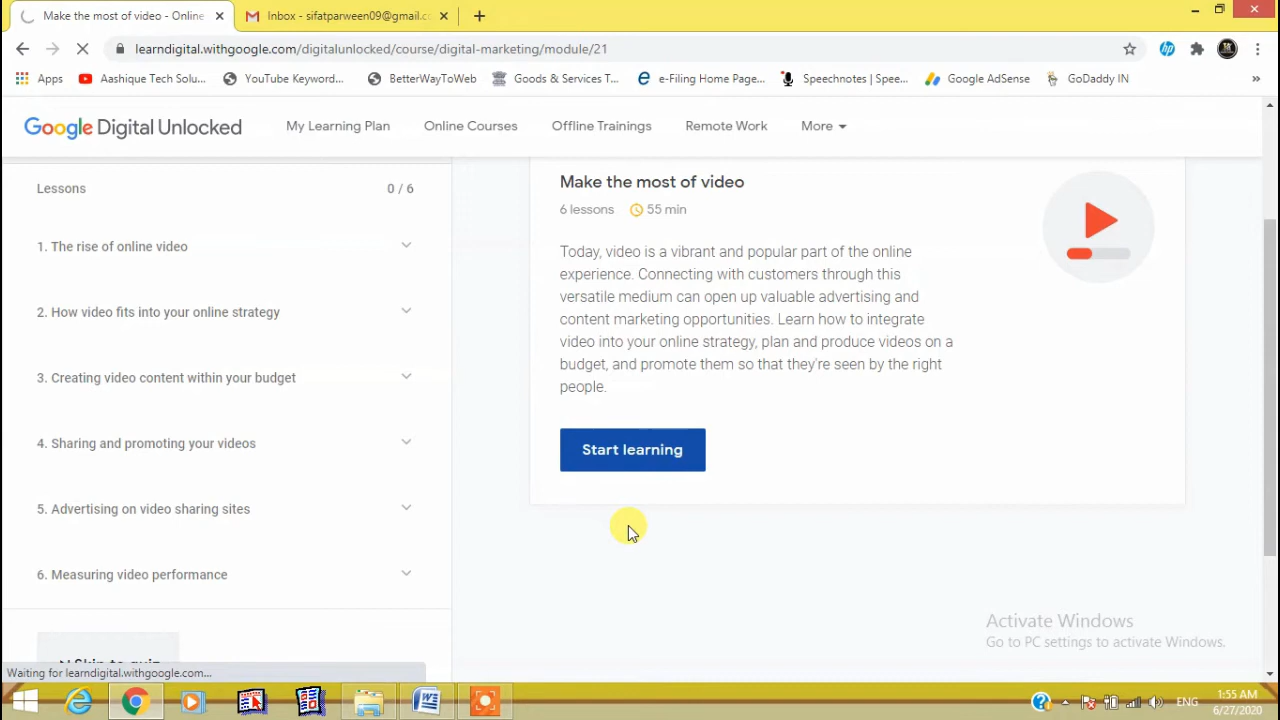 Make the most of video - Online
Inbox - sifatparween09@gmail.cc
learndigital.withgoogle.com/digitalunlocked/course/digital-marketing/module/21
Apps
Aashique Tech Solu...
YouTube Keyword...
BetterWayToWeb
Goods & Services T...
e-Filing Home Page...
Speechnotes | Spee...
Google AdSense
GoDaddy IN
»
Google Digital Unlocked
My Learning Plan
Online Courses
Offline Trainings
Remote Work
More
Lessons
0 / 6
1. The rise of online video
2. How video fits into your online strategy
3. Creating video content within your budget
4. Sharing and promoting your videos
5. Advertising on video sharing sites
6. Measuring video performance
Skip to quiz
Make the most of video
6 lessons
55 min
Today, video is a vibrant and popular part of the online
experience. Connecting with customers through this
versatile medium can open up valuable advertising and
content marketing opportunities. Learn how to integrate
video into your online strategy, plan and produce videos on a
budget, and promote them so that they're seen by the right
people.
Start learning
Activate Windows
Go to PC settings to activate Windows.
Waiting for learndigital.withgoogle.com...
ENG
1:55 AM
6/27/2020